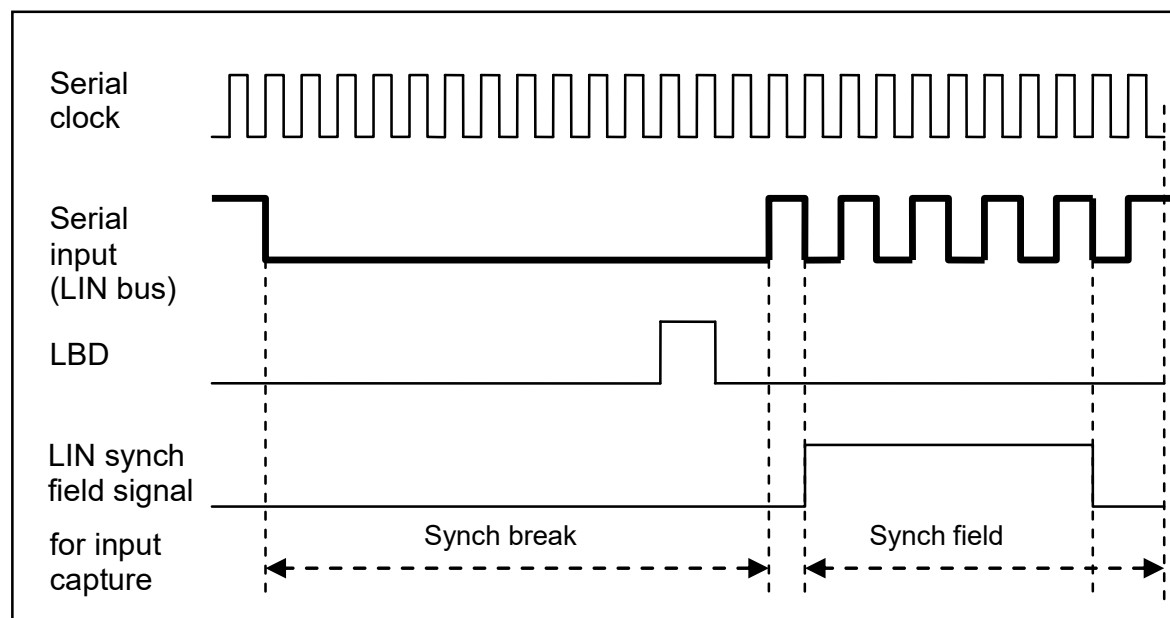 Serial
clock
Serial
input
(LIN bus)
LBD
LIN synch
field signal
for input
capture
Synch break
Synch field